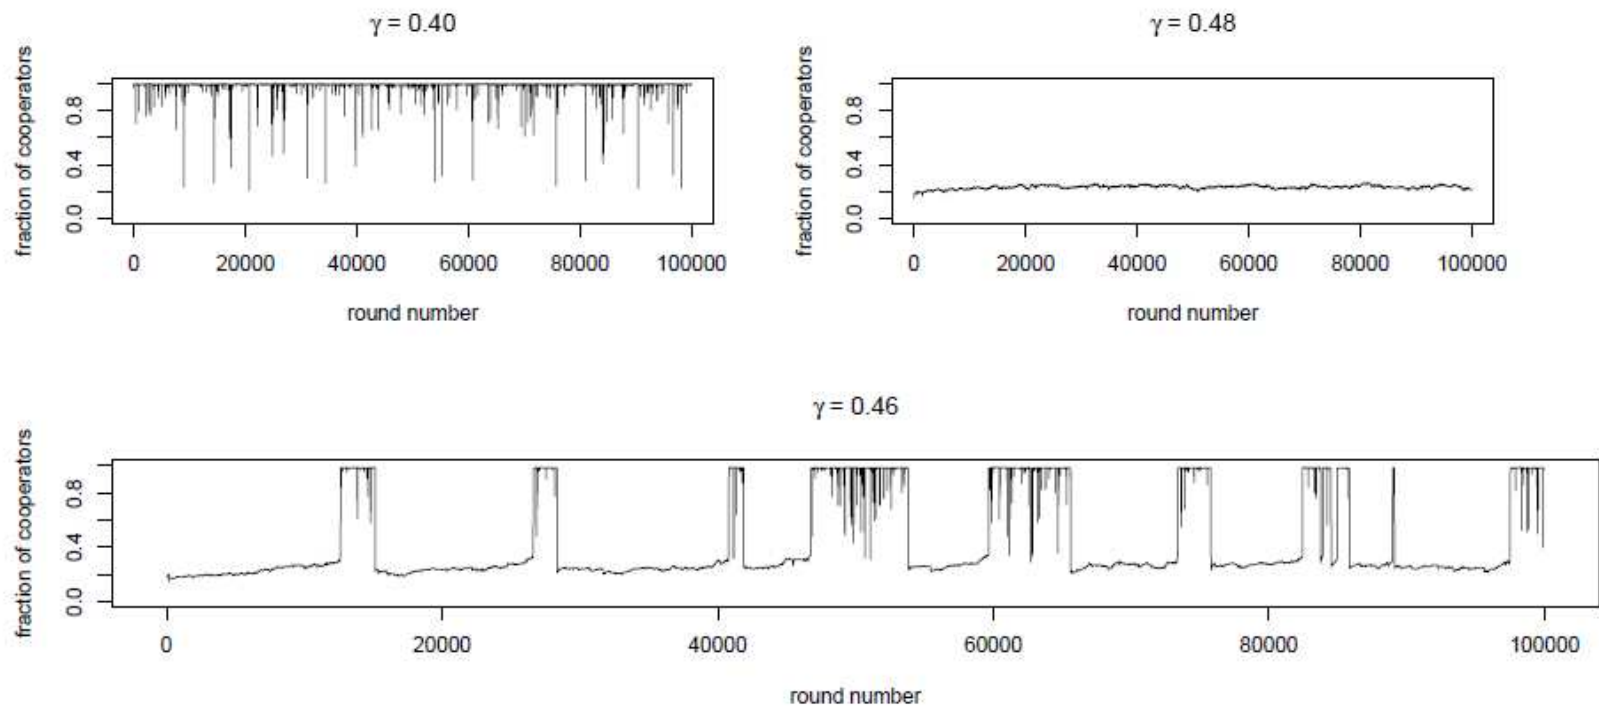 γ = 0.40
fraction of cooperators
0.0 0.4 0.8
0 20000 40000 60000 80000 100000
round number
γ = 0.48
fraction of cooperators
0.0 0.4 0.8
0 20000 40000 60000 80000 100000
round number
γ = 0.46
fraction of cooperators
0.0 0.4 0.8
0 20000 40000 60000 80000 100000
round number